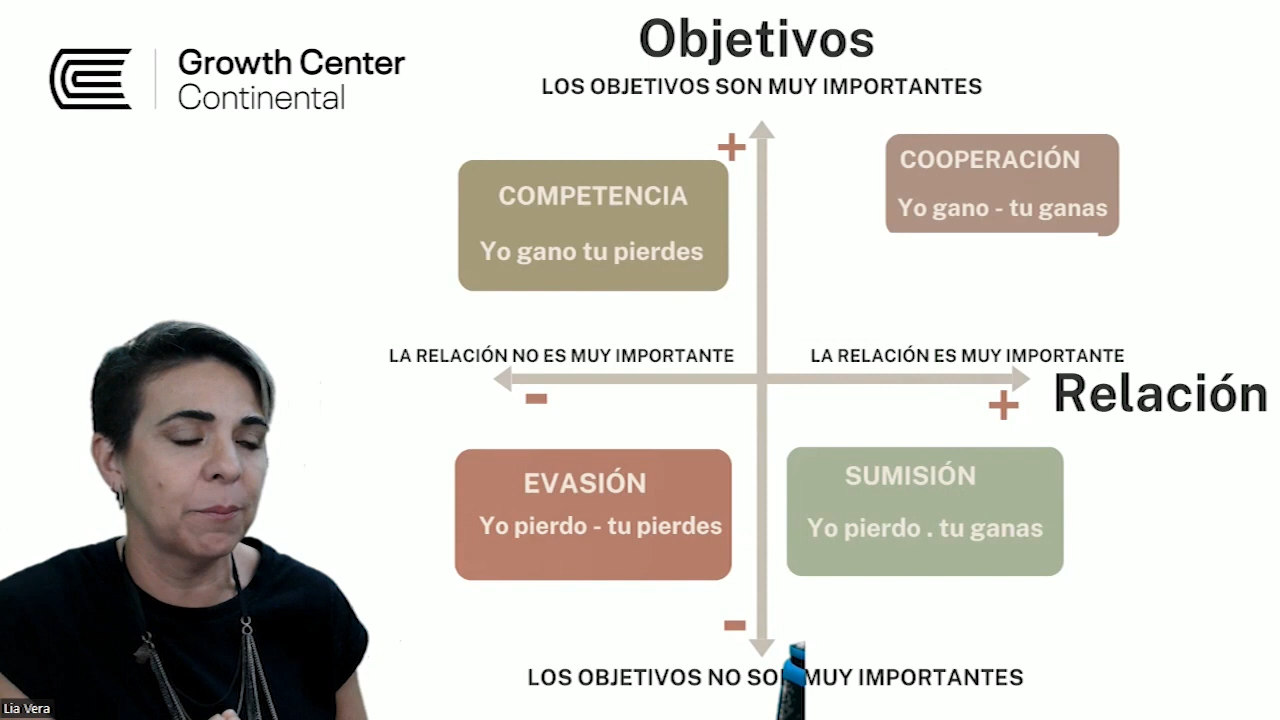 Objetivos
LOS OBJETIVOS SON MUY IMPORTANTES
Growth Center
Continental
+
COMPETENCIA
Yo gano tu pierdes
COOPERACIÓN
Yo gano - tu ganas
LA RELACIÓN NO ES MUY IMPORTANTE
LA RELACIÓN ES MUY IMPORTANTE
Relación
-
+
EVASIÓN
Yo pierdo - tu pierdes
SUMISIÓN
Yo pierdo . tu ganas
-
LOS OBJETIVOS NO SON MUY IMPORTANTES
Lia Vera